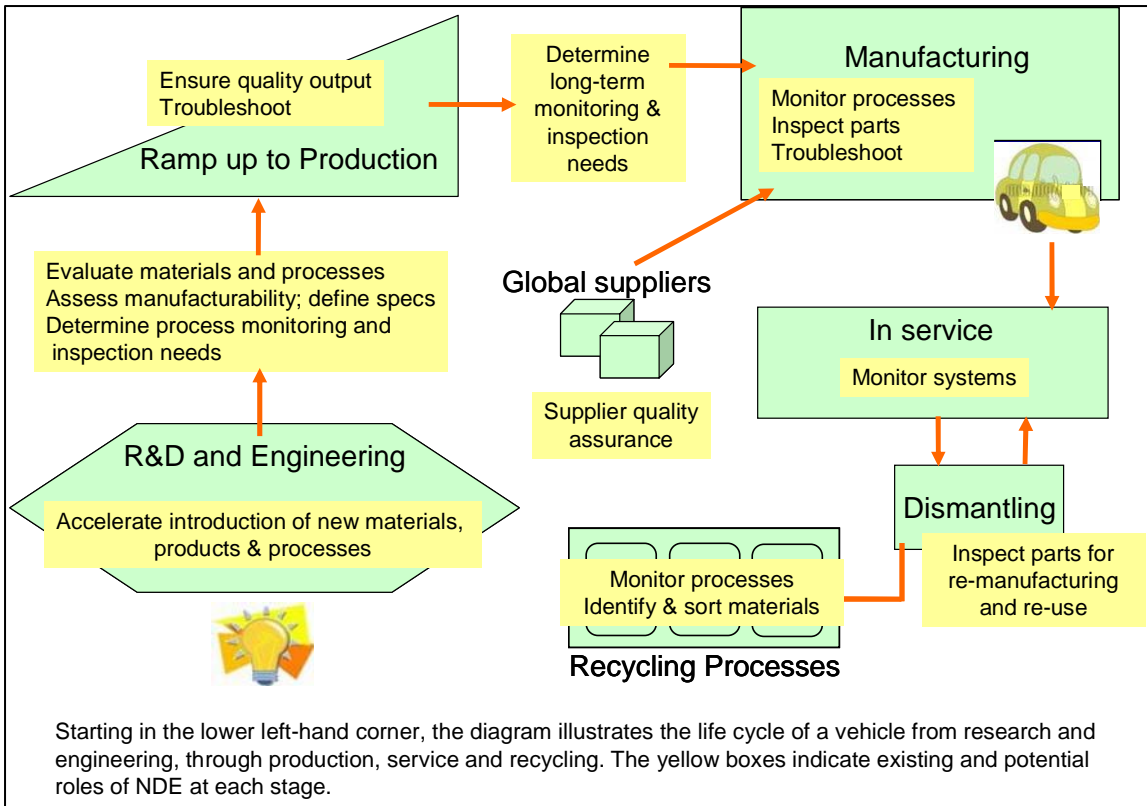 Ensure quality output
Troubleshoot
Ramp up to Production
Determine
long-term
monitoring &
inspection
needs
Manufacturing
Monitor processes
Inspect parts
Troubleshoot
Evaluate materials and processes
Assess manufacturability; define specs
Determine process monitoring and
inspection needs
Global suppliers
Supplier quality
assurance
In service
Monitor systems
R&D and Engineering
Accelerate introduction of new materials,
products & processes
Dismantling
Inspect parts for
re-manufacturing
and re-use
Monitor processes
Identify & sort materials
Recycling Processes
Starting in the lower left-hand corner, the diagram illustrates the life cycle of a vehicle from research and
engineering, through production, service and recycling. The yellow boxes indicate existing and potential
roles of NDE at each stage.